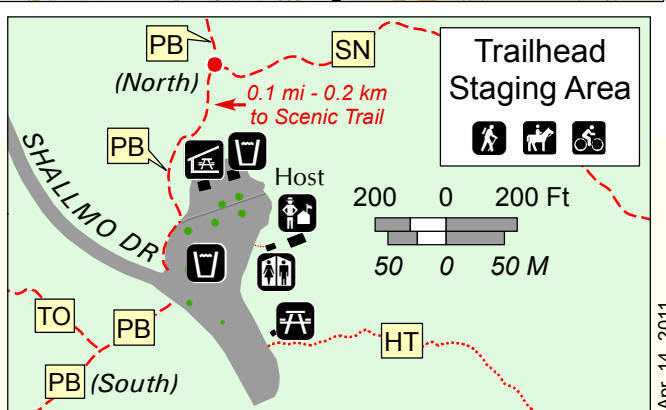 PB
SN
(North)
Trailhead
Staging Area
0.1 mi - 0.2 km
to Scenic Trail
PB
SHALLMO DR
Host
200 0 200 Ft
50 0 50 M
TO
PB
HT
PB (South)
Apr. 14, 2011